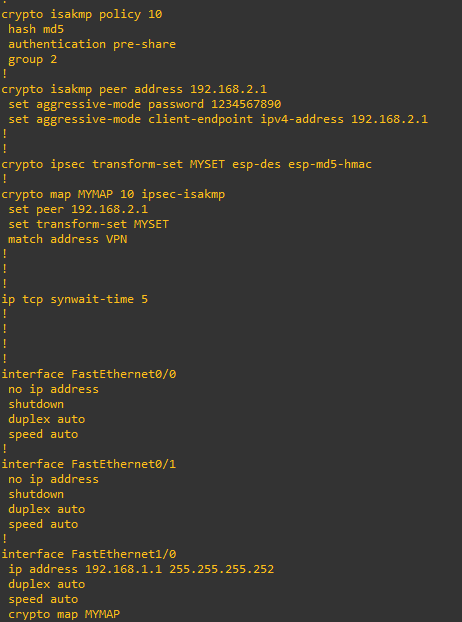 !
crypto isakmp policy 10
hash md5
authentication pre-share
group 2
!
crypto isakmp peer address 192.168.2.1
set aggressive-mode password 1234567890
set aggressive-mode client-endpoint ipv4-address 192.168.2.1
!
!
crypto ipsec transform-set MYSET esp-des esp-md5-hmac
!
crypto map MYMAP 10 ipsec-isakmp
set peer 192.168.2.1
set transform-set MYSET
match address VPN
!
!
!
ip tcp synwait-time 5
!
!
!
!
interface FastEthernet0/0
no ip address
shutdown
duplex auto
speed auto
!
interface FastEthernet0/1
no ip address
shutdown
duplex auto
speed auto
!
interface FastEthernet1/0
ip address 192.168.1.1 255.255.255.252
duplex auto
speed auto
crypto map MYMAP